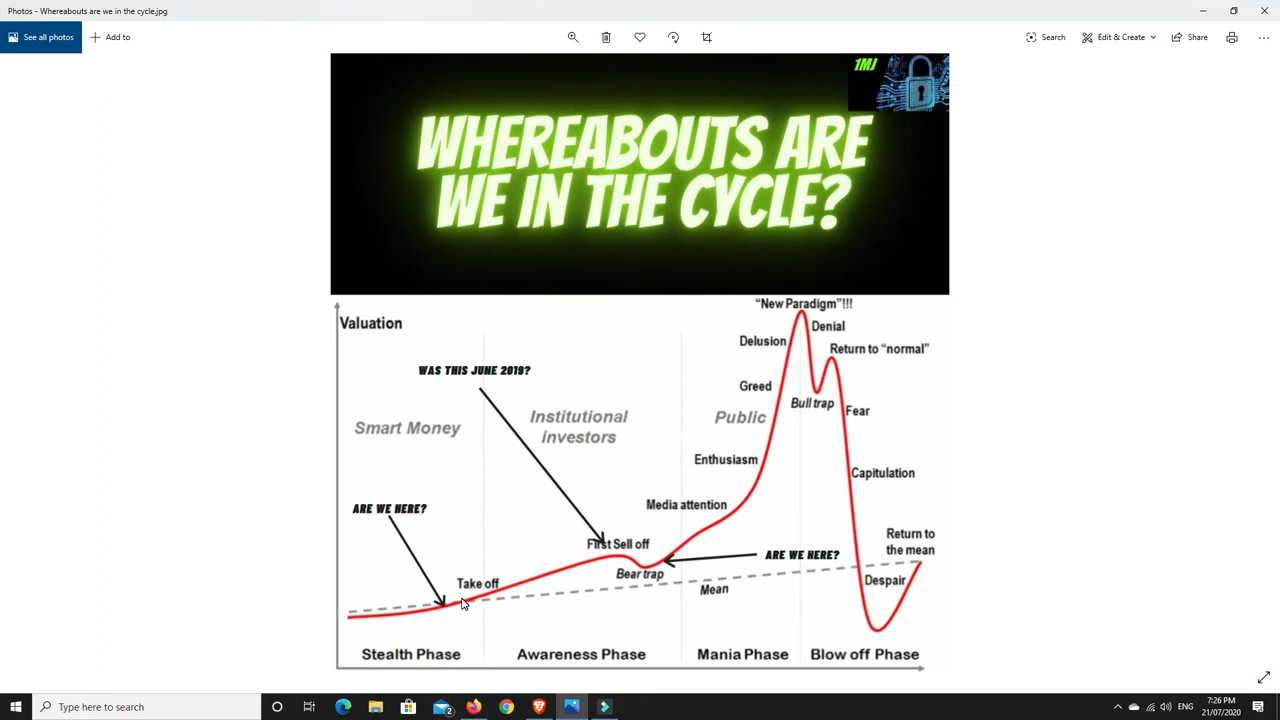 Photos - Whereabouts are we in the cycle.jpg
See all photos
Add to
Search
Edit & Create
Share
1MJ
WHEREABOUTS ARE
WE IN THE CYCLE?
"New Paradigm"!!!
Valuation
Denial
Delusion
Return to "normal"
WAS THIS JUNE 2019?
Greed
Bull trap
Fear
Smart Money
Institutional
investors
Public
Enthusiasm
Capitulation
Media attention
ARE WE HERE?
Return to
the mean
First Sell off
ARE WE HERE?
Bear trap
Take off
Mean
Despair
Stealth Phase
Awareness Phase
Mania Phase
Blow off Phase
Type here to search
2
ENG
7:26 PM
21/07/2020